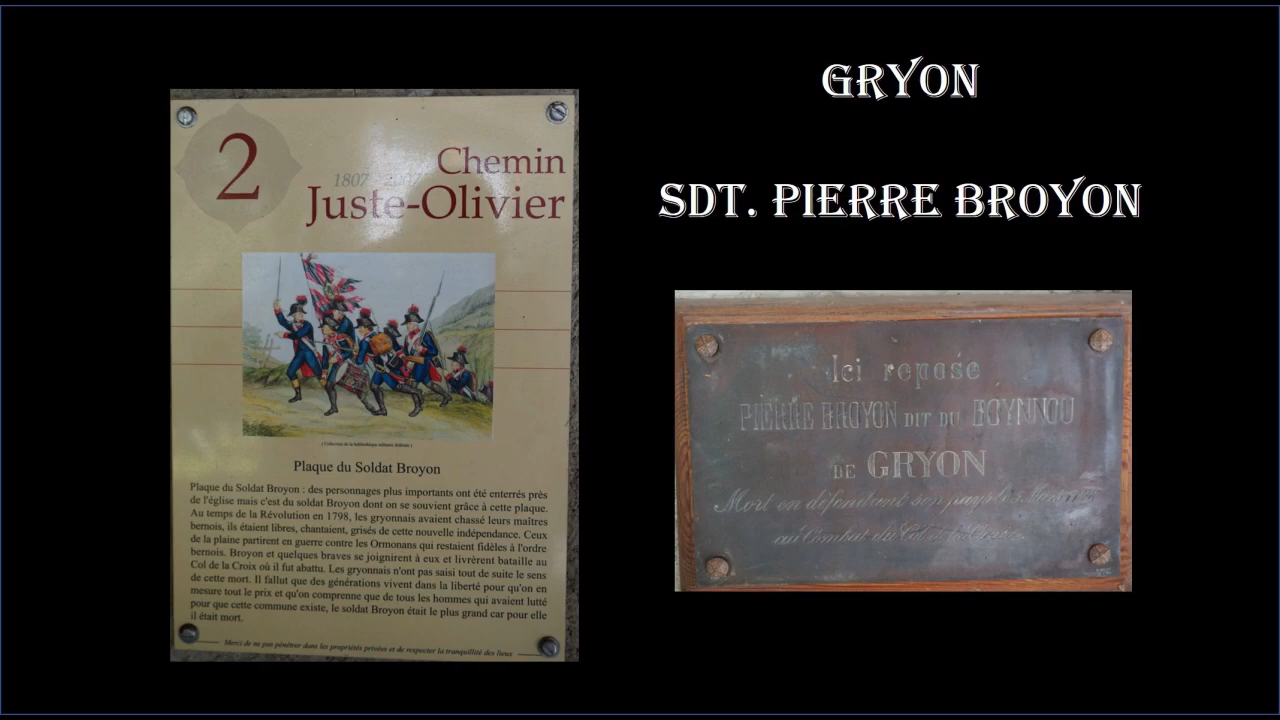 GRYON
SDT. PIERRE BROYON
2
Chemin
1807 - 2007
Juste-Olivier
( Collection de la bibliothèque militaire fédérale )
Plaque du Soldat Broyon
Plaque du Soldat Broyon : des personnages plus importants ont été enterrés près
de l'église mais c'est du soldat Broyon dont on se souvient grâce à cette plaque.
Au temps de la Révolution en 1798, les gryonnais avaient chassé leurs maîtres
bernois, ils étaient libres, chantaient, grisés de cette nouvelle indépendance. Ceux
de la plaine partirent en guerre contre les Ormonans qui restaient fidèles à l'ordre
bernois. Broyon et quelques braves se joignirent à eux et livrèrent bataille au
Col de la Croix où il fut abattu. Les gryonnais n'ont pas saisi tout de suite le sens
de cette mort. Il fallut que des générations vivent dans la liberté pour qu'on en
mesure tout le prix et qu'on comprenne que de tous les hommes qui avaient lutté
pour que cette commune existe, le soldat Broyon était le plus grand car pour elle
il était mort.
Merci de ne pas pénétrer dans les propriétés privées et de respecter la tranquillité des lieux
Ici repose
PIERRE BROYON DIT DU BOYNNOU
DE GRYON
Mort en défendant son pays le Mars
au Combat du Col de la Croix